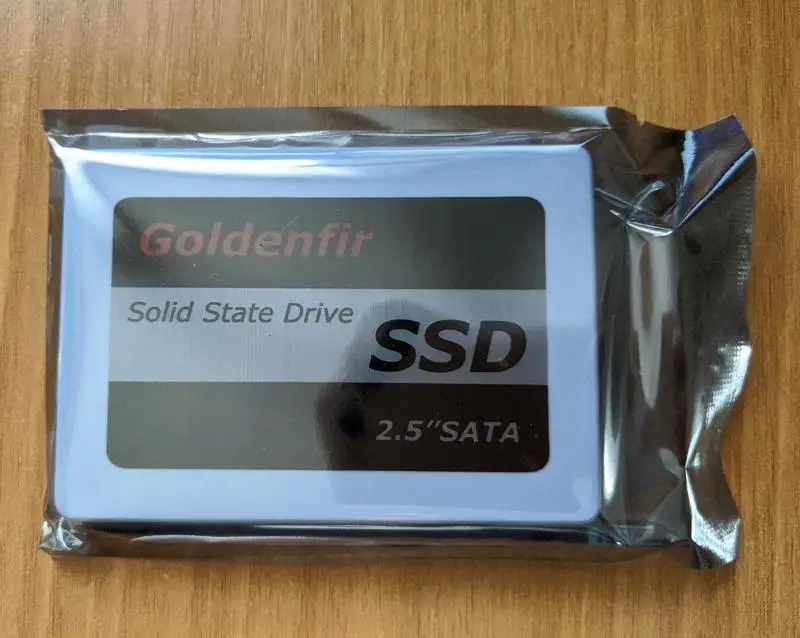 Goldenfir
Solid State Drive
SSD
2.5"SATA